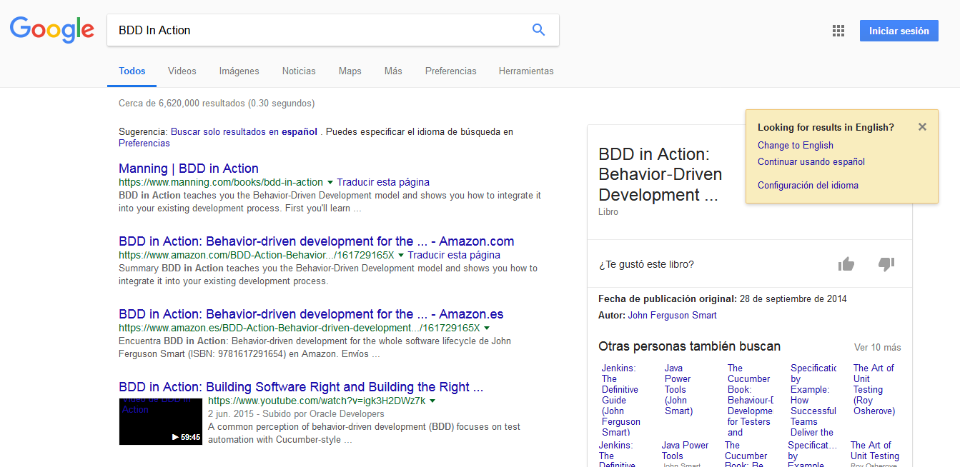 Google
BDD In Action
Iniciar sesión
Todos Videos Imágenes Noticias Maps Más Preferencias Herramientas
Cerca de 6,620,000 resultados (0.30 segundos)
Sugerencia: Buscar solo resultados en español . Puedes especificar el idioma de búsqueda en
Preferencias
Manning | BDD in Action
https://www.manning.com/books/bdd-in-action Traducir esta página
BDD in Action teaches you the Behavior-Driven Development model and shows you how to integrate it
into your existing development process. First you'll learn ...
BDD in Action: Behavior-driven development for the ... - Amazon.com
https://www.amazon.com/BDD-Action-Behavior.../161729165X Traducir esta página
Summary BDD in Action teaches you the Behavior-Driven Development model and shows you how to
integrate it into your existing development process.
BDD in Action: Behavior-driven development for the ... - Amazon.es
https://www.amazon.es/BDD-Action-Behavior-driven-development.../161729165X
Encuentra BDD in Action: Behavior-driven development for the whole software lifecycle de John
Ferguson Smart (ISBN: 9781617291654) en Amazon. Envíos ...
BDD in Action: Building Software Right and Building the Right ...
https://www.youtube.com/watch?v=igk3H2DWz7k
2 jun. 2015 - Subido por Oracle Developers
A common perception of behavior-driven development (BDD) focuses on test
automation with Cucumber-style ...
Video de BDD in
Action
59:45
Looking for results in English?
Change to English
Continuar usando español
Configuración del idioma
BDD in Action:
Behavior-Driven
Development ...
Libro
¿Te gustó este libro?
Fecha de publicación original: 28 de septiembre de 2014
Autor: John Ferguson Smart
Otras personas también buscan
Ver 10 más
Jenkins:
The
Definitive
Guide
(John
Ferguson
Smart)
Java
Power
Tools
(John
Smart)
The
Cucumber
Book:
Behaviour-D
Developme
for Testers
and
Specificatic
by
Example:
How
Successful
Teams
Deliver the
The Art of
Unit
Testing
(Roy
Osherove)
Jenkins:
The
Definitive
Java Power
Tools
John Smart
The
Cucumber
Book: Be
Specificat...
by
Example
The Art of
Unit Testing
Roy Osherove